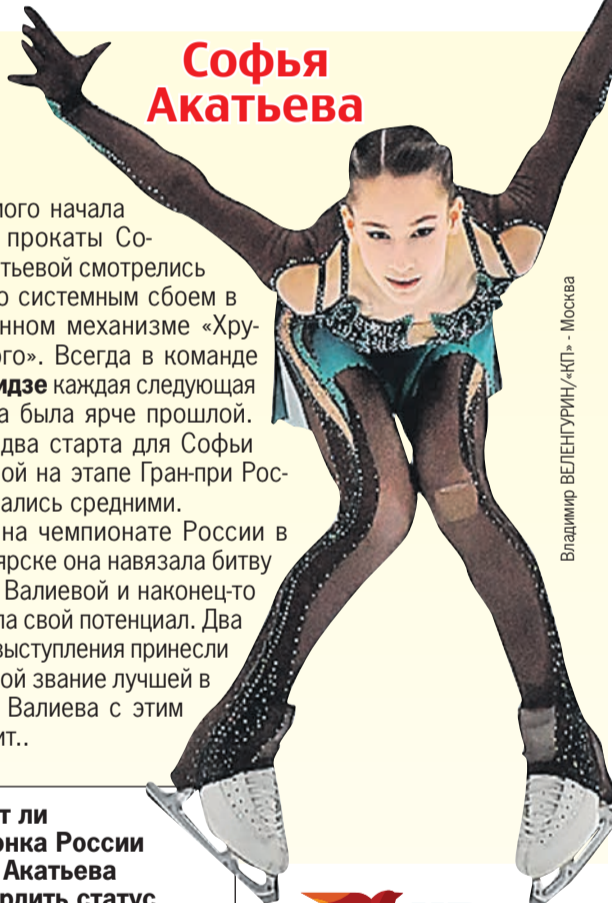 Софья
Акатьева
мого начала
прокаты Со-
тьевой смотрелись
о системным сбоем в
нном механизме «Хру-
ого». Всегда в команде
идзе каждая следующая
а была ярче прошлой.
два старта для Софьи
ой на этапе Гран-при Рос-
ались средними.
на чемпионате России в
ярске она навязала битву
Валиевой и наконец-то
ла свой потенциал. Два
выступления принесли
ой звание лучшей в
Валиева с этим
ит..
Владимир ВЕЛЕНГУРИН/«КП» - Москва
т ли
онка России
Акатьева
рдить статус